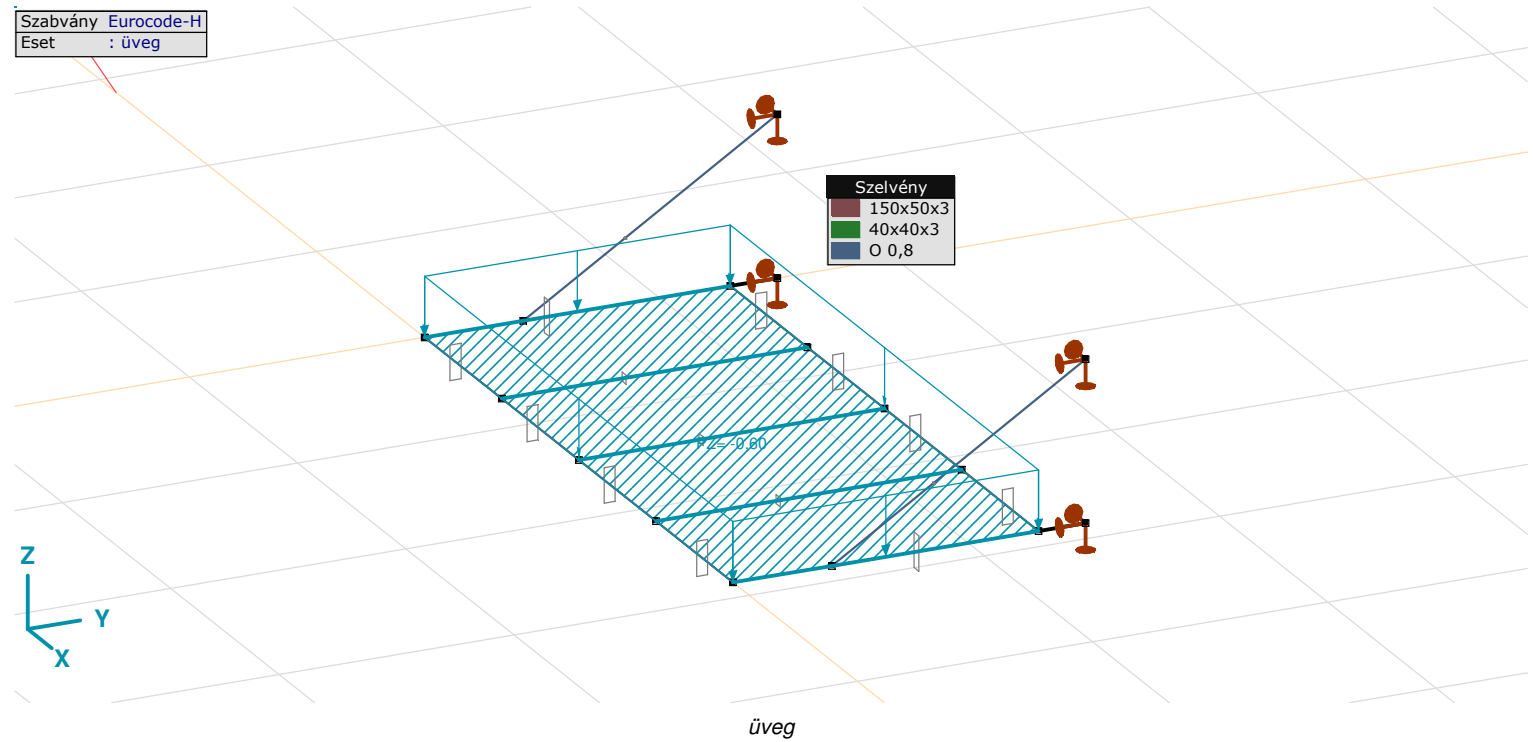 Szabvány Eurocode-H
Eset : üveg
Szelvény
150x50x3
40x40x3
O 0,8
PZ= -0,60
Z
Y
X
üveg